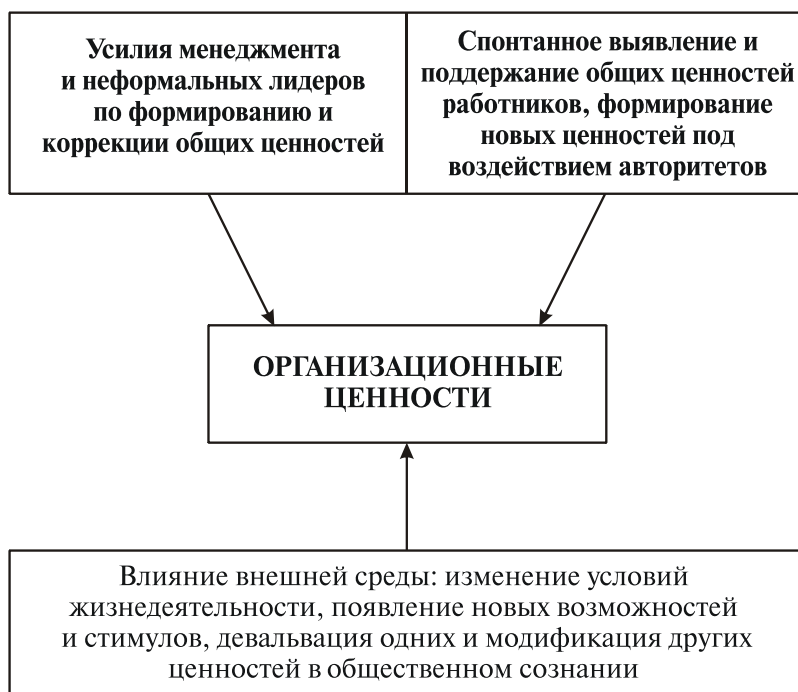 Усилия менеджмента
и неформальных лидеров
по формированию и
коррекции общих ценностей
Спонтанное выявление и
поддержание общих ценностей
работников, формирование
новых ценностей под
воздействием авторитетов
ОРГАНИЗАЦИОННЫЕ
ЦЕННОСТИ
Влияние внешней среды: изменение условий
жизнедеятельности, появление новых возможностей
и стимулов, девальвация одних и модификация других
ценностей в общественном сознании